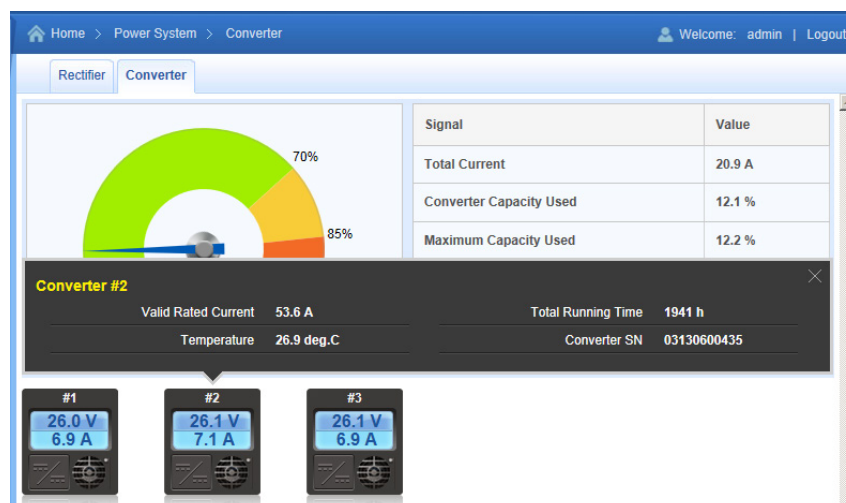 Home > Power System > Converter
Welcome: admin | Logout
Rectifier Converter
70%
85%
Signal Value
Total Current 20.9 A
Converter Capacity Used 12.1 %
Maximum Capacity Used 12.2 %
Converter #2
Valid Rated Current 53.6 A Total Running Time 1941 h
Temperature 26.9 deg.C Converter SN 03130600435
#1 #2 #3
26.0 V 26.1 V 26.1 V
6.9 A 7.1 A 6.9 A